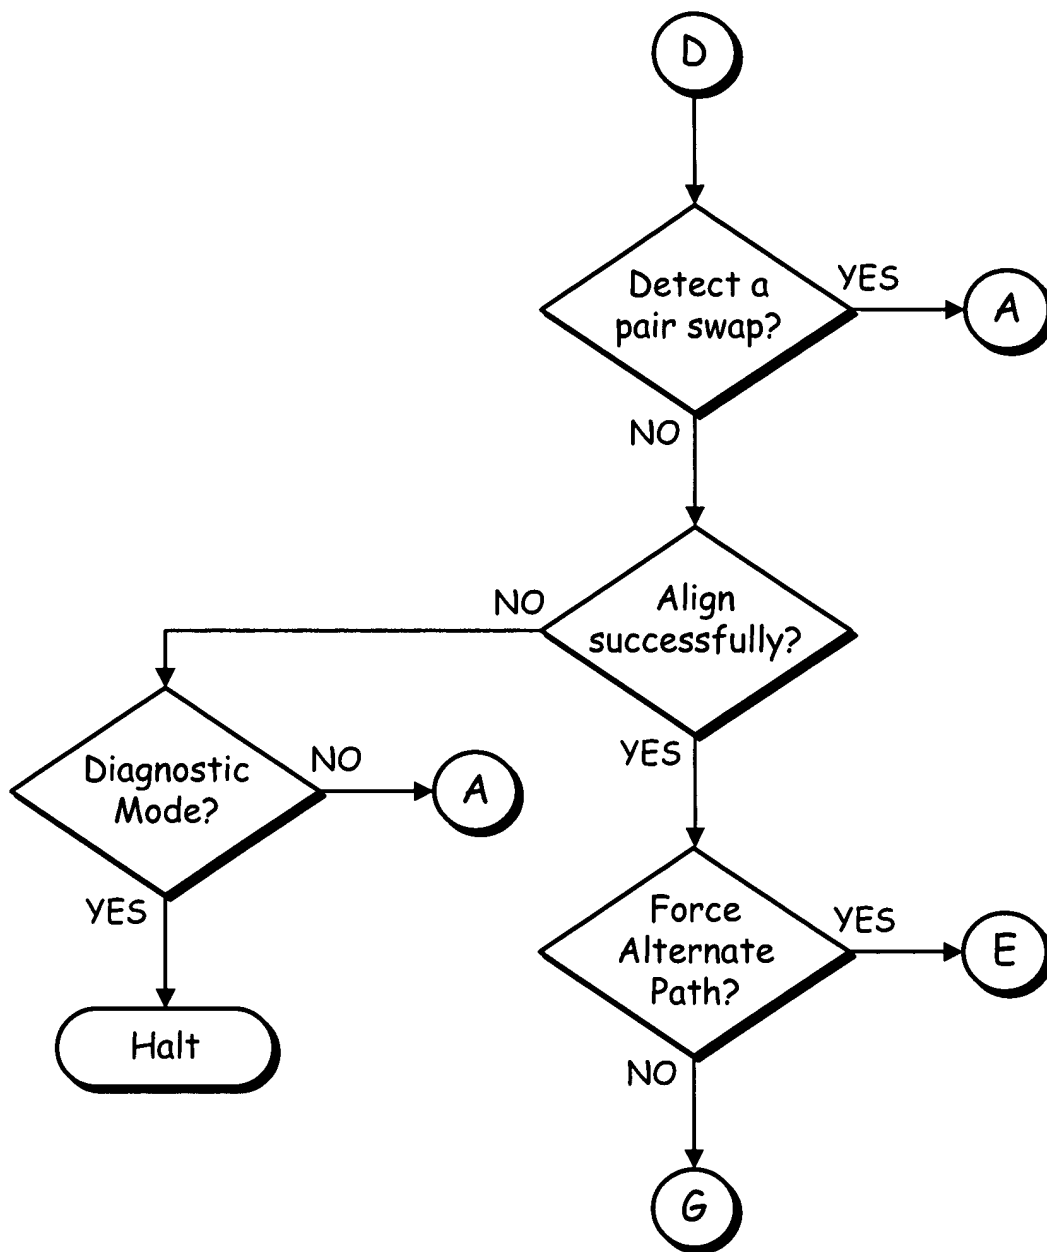 D
Detect a
pair swap?
YES
A
NO
Align
successfully?
NO
YES
Diagnostic
Mode?
NO
A
YES
Halt
Force
Alternate
Path?
YES
E
NO
G